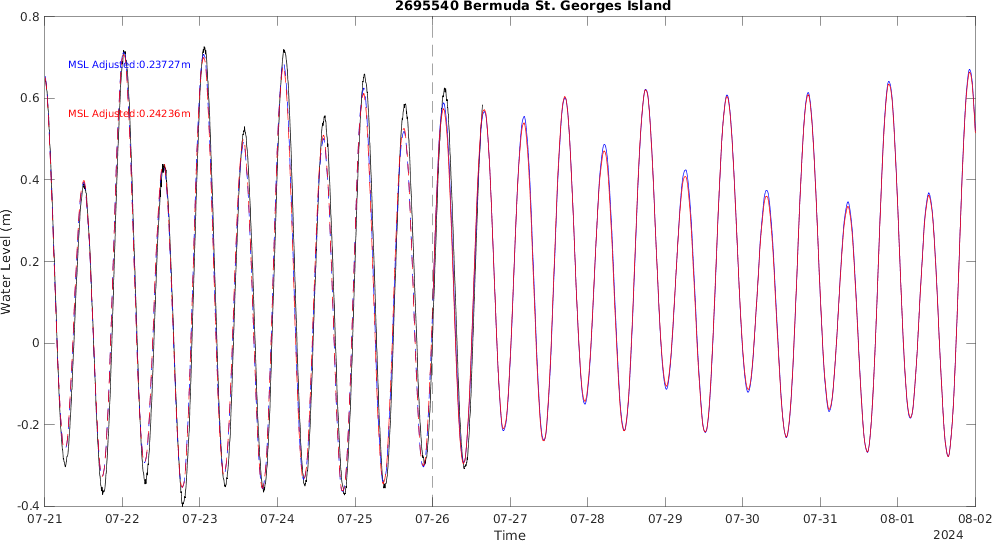 2695540 Bermuda St. Georges Island
0.8
MSL Adjusted:0.23727m
0.6
MSL Adjusted:0.24236m
0.4
Water Level (m)
0.2
0
-0.2
-0.4
07-21 07-22 07-23 07-24 07-25 07-26 07-27 07-28 07-29 07-30 07-31 08-01 08-02
Time
2024